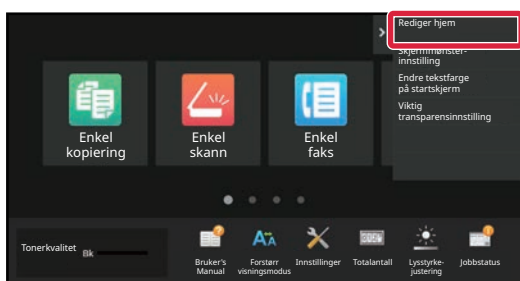 Rediger hjem
Skjermmønster-
innstilling
Endre tekstfarge
på startskjerm
Viktig
transparensinnstilling
Enkel
kopiering
Enkel
skann
Enkel
faks
Tonerkvalitet
Bk
Bruker's
Manual
Forstørr
visningsmodus
Innstillinger
Totalantall
Lysstyrke-
justering
Jobbstatus